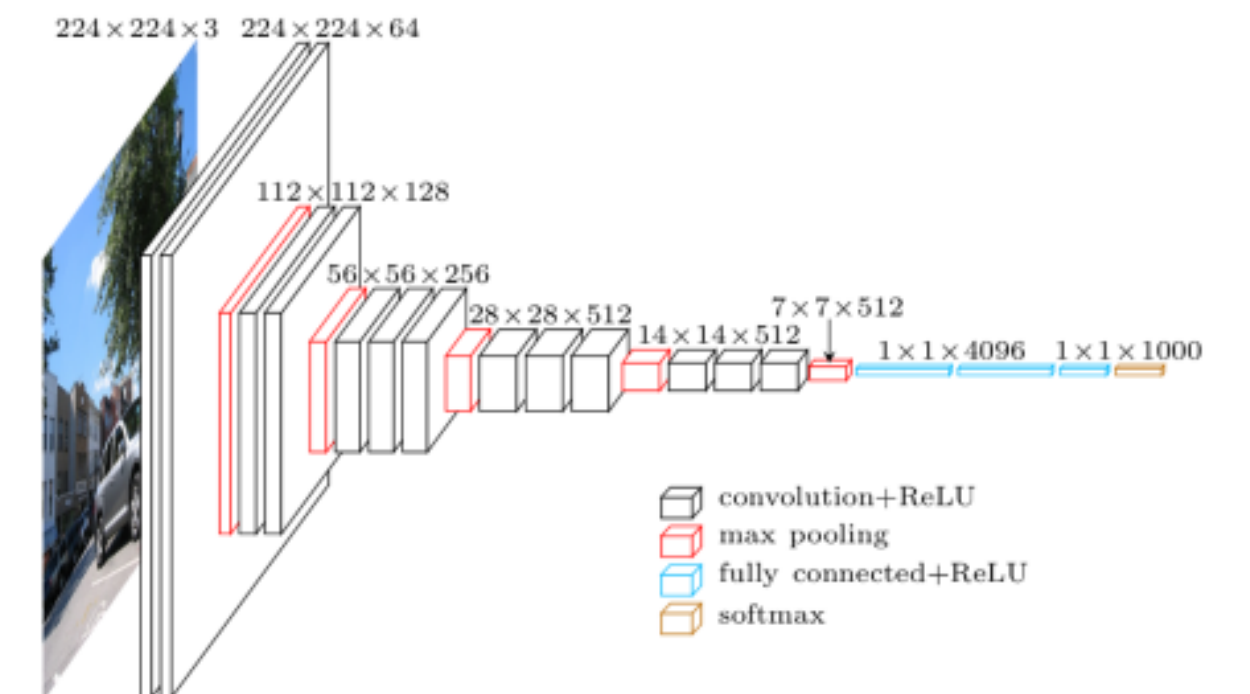 224×224×3
224×224×64
112×112×128
56×56×256
28×28×512
14×14×512
7×7×512
1×1×4096
1×1×1000
convolution+ReLU
max pooling
fully connected+ReLU
softmax